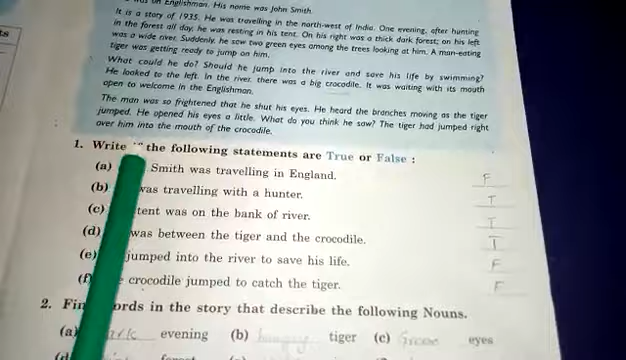 an Englishman. His name was John Smith.
It is a story of 1935. He was travelling in the north-west of India. One evening, after hunting
in the forest all day, he was resting in his tent. On his right was a thick dark forest; on his left
was a wide river. Suddenly, he saw two green eyes among the trees looking at him. A man-eating
tiger was getting ready to jump on him.
What could he do? Should he jump into the river and save his life by swimming?
He looked to the left. In the river, there was a big crocodile. It was waiting with its mouth
open to welcome in the Englishman.
The man was so frightened that he shut his eyes. He heard the branches moving as the tiger
jumped. He opened his eyes a little. What do you think he saw? The tiger had jumped right
over him into the mouth of the crocodile.
1. Write the following statements are True or False :
(a) Smith was travelling in England. F
(b) was travelling with a hunter. T
(c) tent was on the bank of river. T
(d) was between the tiger and the crocodile. T
(e) jumped into the river to save his life. F
(f) crocodile jumped to catch the tiger. F
2. Fin ords in the story that describe the following Nouns.
(a) ark evening (b) tiger (c) Green eyes
(d)